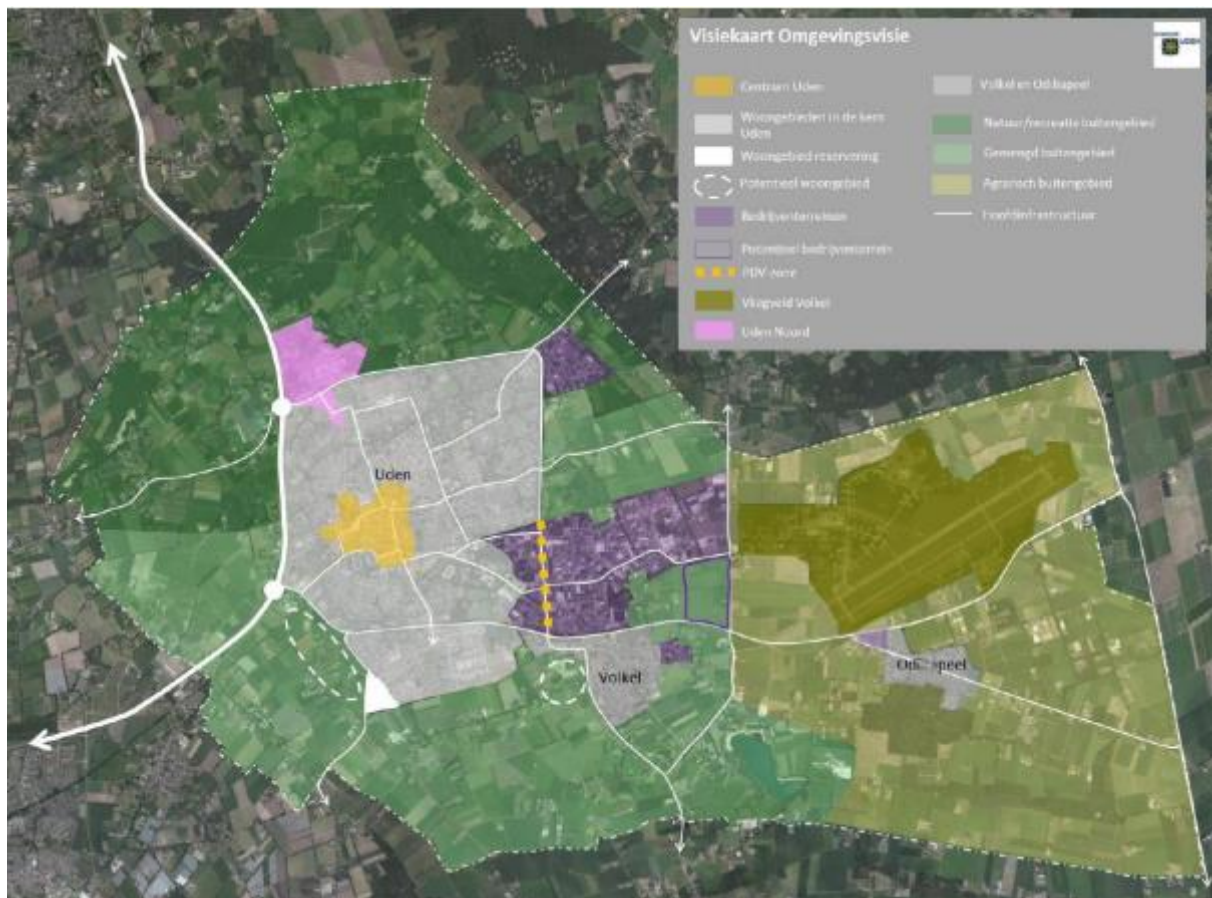 Visiekaart Omgevingsvisie
UDEN
Centrum Uden
Woongebieden in de kern
Uden
Woongebied reservering
Potentieel woongebied
Bedrijventerreinen
Potentieel bedrijventerrein
PDV-zone
Vliegveld Volkel
Uden Noord
Volkel en Odiliapeel
Natuur/recreatie buitengebied
Gemengd buitengebied
Agrarisch buitengebied
Hoofdinfrastructuur
Uden
Volkel